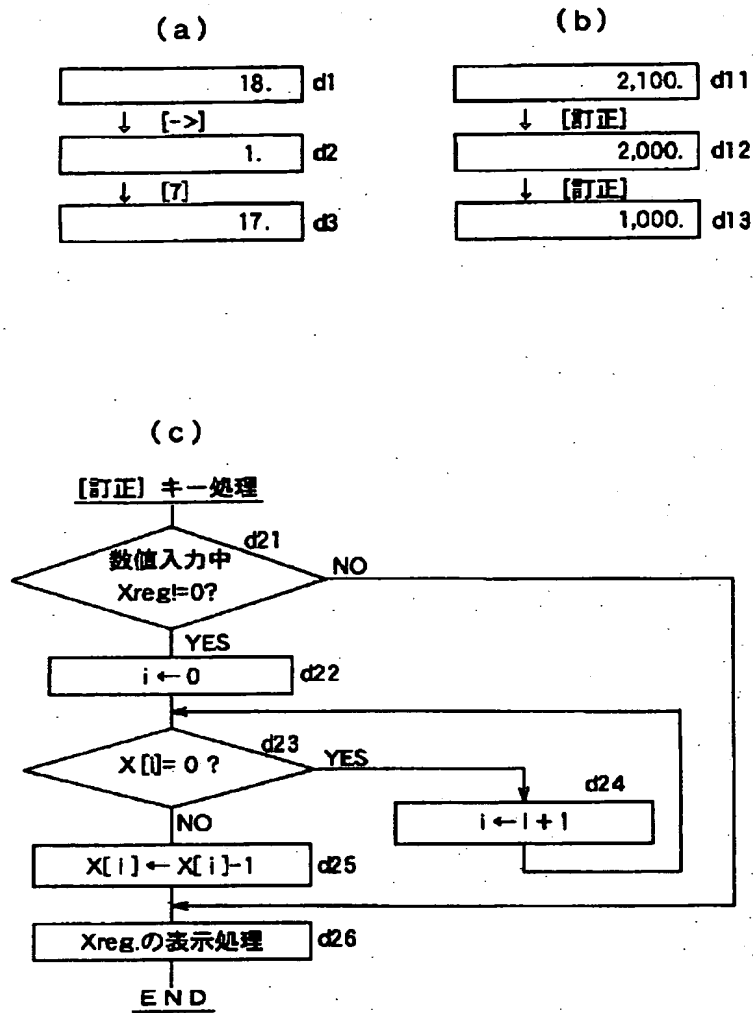 (a)
18. d1
↓ [->]
1. d2
↓ [7]
17. d3
(b)
2,100. d11
↓ [訂正]
2,000. d12
↓ [訂正]
1,000. d13
(c)
[訂正] キー処理
d21
数値入力中
Xreg!=0?
NO
YES
i ← 0 d22
d23
X[i]= 0 ?
YES
d24
i ← i + 1
NO
X[ i ] ← X[ i ]-1 d25
Xreg.の表示処理 d26
E N D